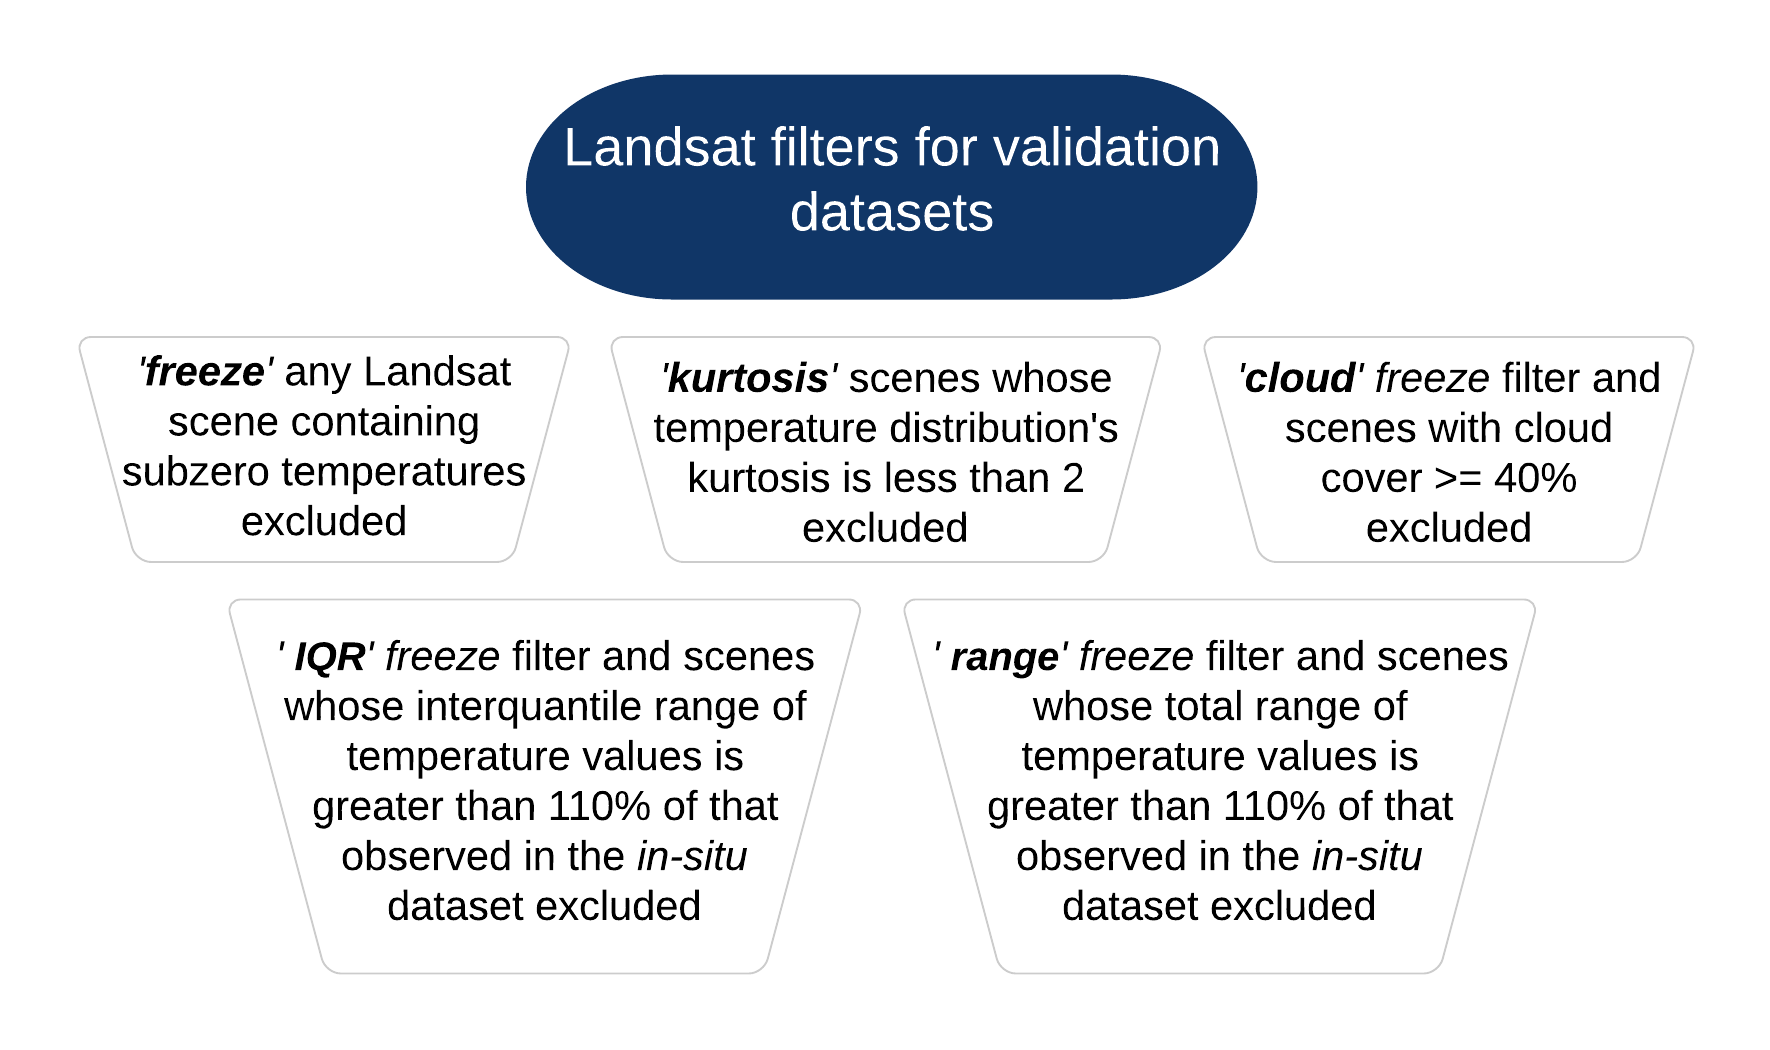 Landsat filters for validation
datasets
'freeze' any Landsat
scene containing
subzero temperatures
excluded
'kurtosis' scenes whose
temperature distribution's
kurtosis is less than 2
excluded
'cloud' freeze filter and
scenes with cloud
cover >= 40%
excluded
' IQR' freeze filter and scenes
whose interquantile range of
temperature values is
greater than 110% of that
observed in the in-situ
dataset excluded
' range' freeze filter and scenes
whose total range of
temperature values is
greater than 110% of that
observed in the in-situ
dataset excluded